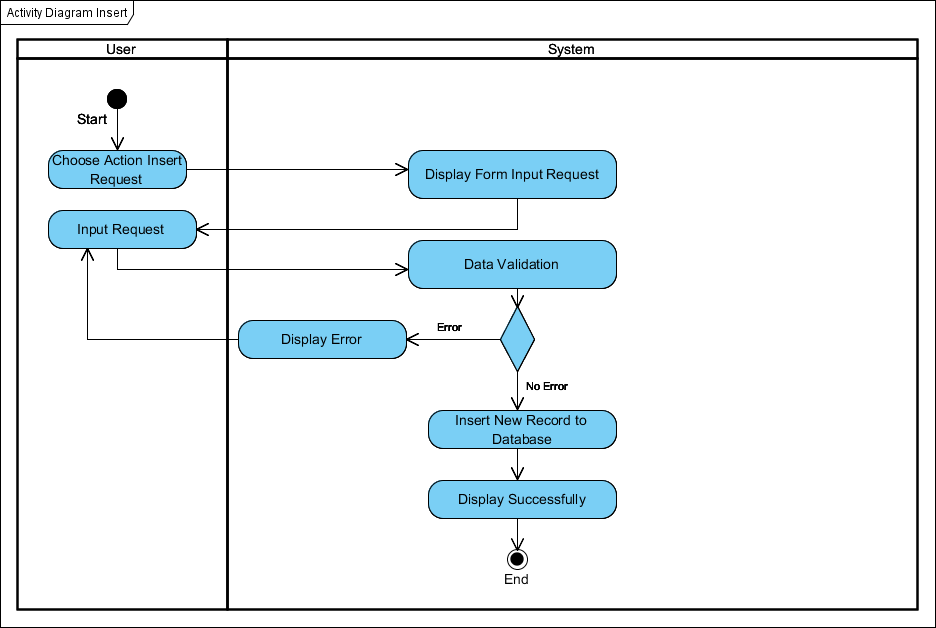 Activity Diagram Insert
User
System
Start
Choose Action Insert
Request
Display Form Input Request
Input Request
Data Validation
Display Error
Error
No Error
Insert New Record to
Database
Display Successfully
End